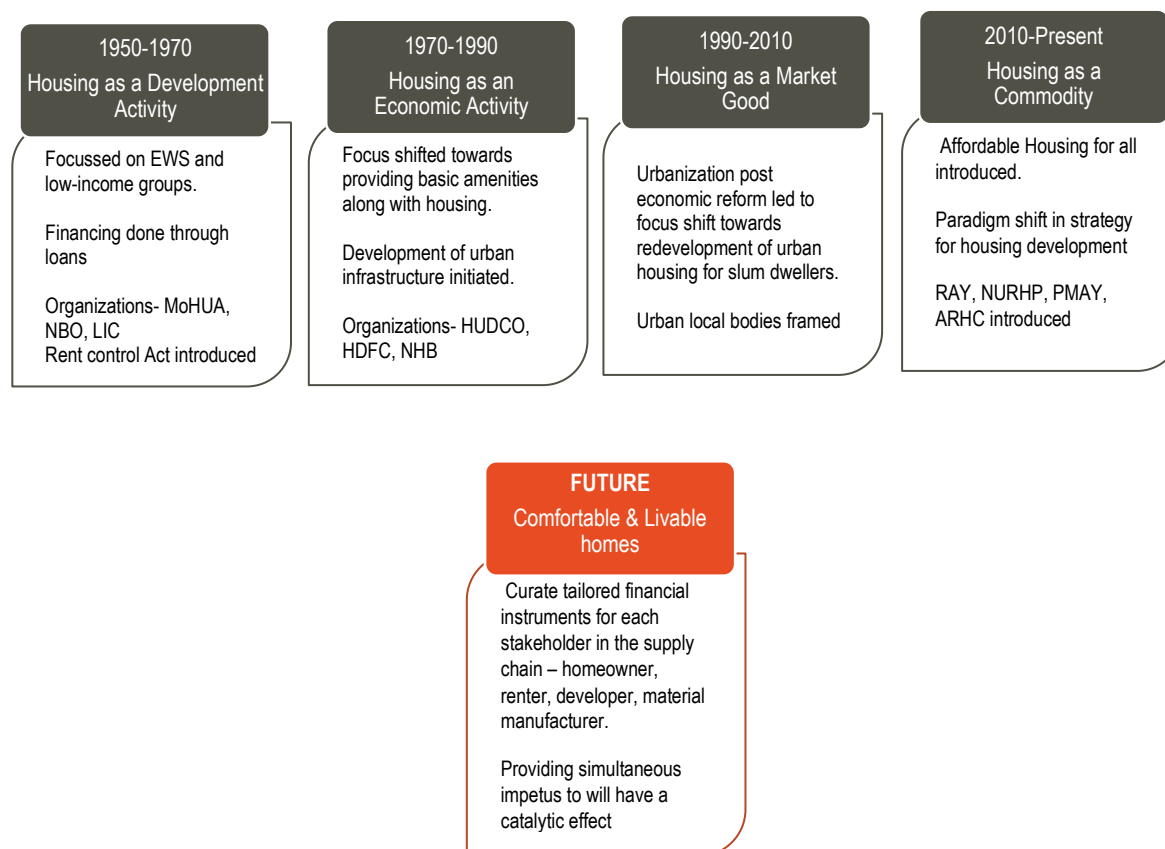 1950-1970
Housing as a Development
Activity
Focussed on EWS and
low-income groups.
Financing done through
loans
Organizations- MoHUA,
NBO, LIC
Rent control Act introduced
1970-1990
Housing as an
Economic Activity
Focus shifted towards
providing basic amenities
along with housing.
Development of urban
infrastructure initiated.
Organizations- HUDCO,
HDFC, NHB
1990-2010
Housing as a Market
Good
Urbanization post
economic reform led to
focus shift towards
redevelopment of urban
housing for slum dwellers.
Urban local bodies framed
2010-Present
Housing as a
Commodity
Affordable Housing for all
introduced.
Paradigm shift in strategy
for housing development
RAY, NURHP, PMAY,
ARHC introduced
FUTURE
Comfortable & Livable
homes
Curate tailored financial
instruments for each
stakeholder in the supply
chain – homeowner,
renter, developer, material
manufacturer.
Providing simultaneous
impetus to will have a
catalytic effect